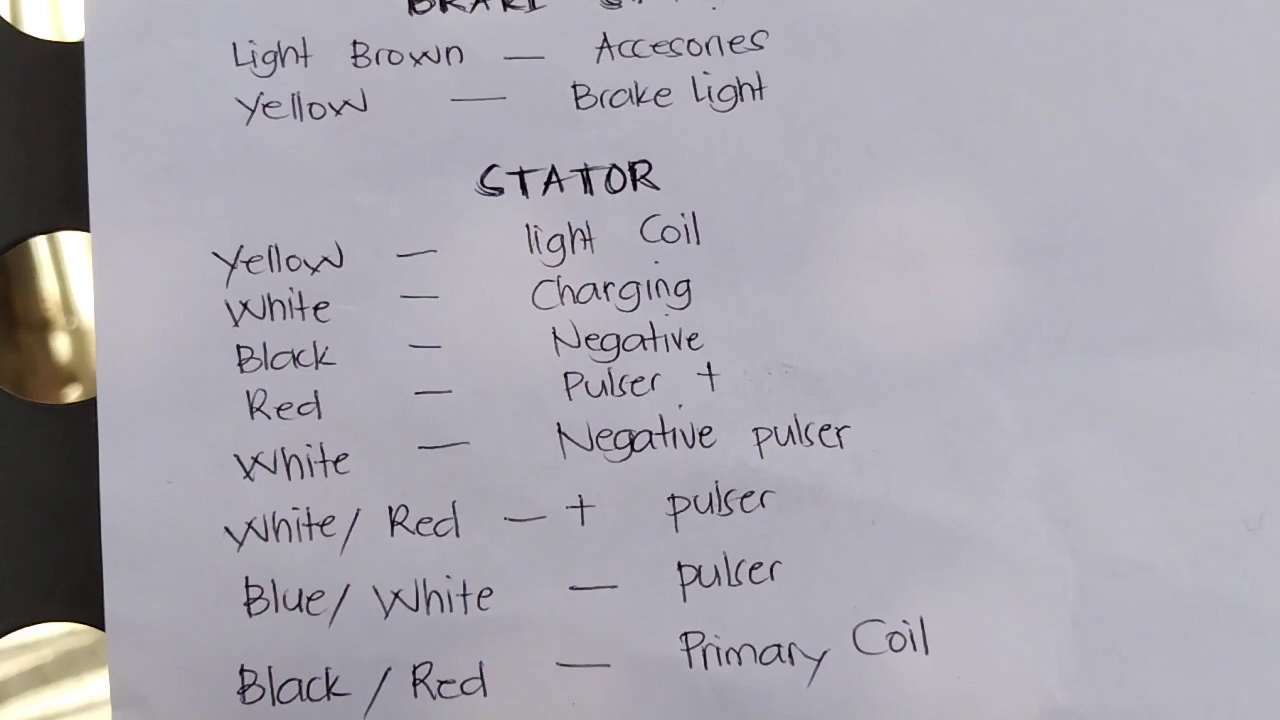 Light Brown — Accesories
Yellow — Brake light
STATOR
Yellow — light Coil
White — Charging
Black — Negative
Red — Pulser +
White — Negative pulser
White/ Red — + pulser
Blue/ White — pulser
Black / Red — Primary Coil